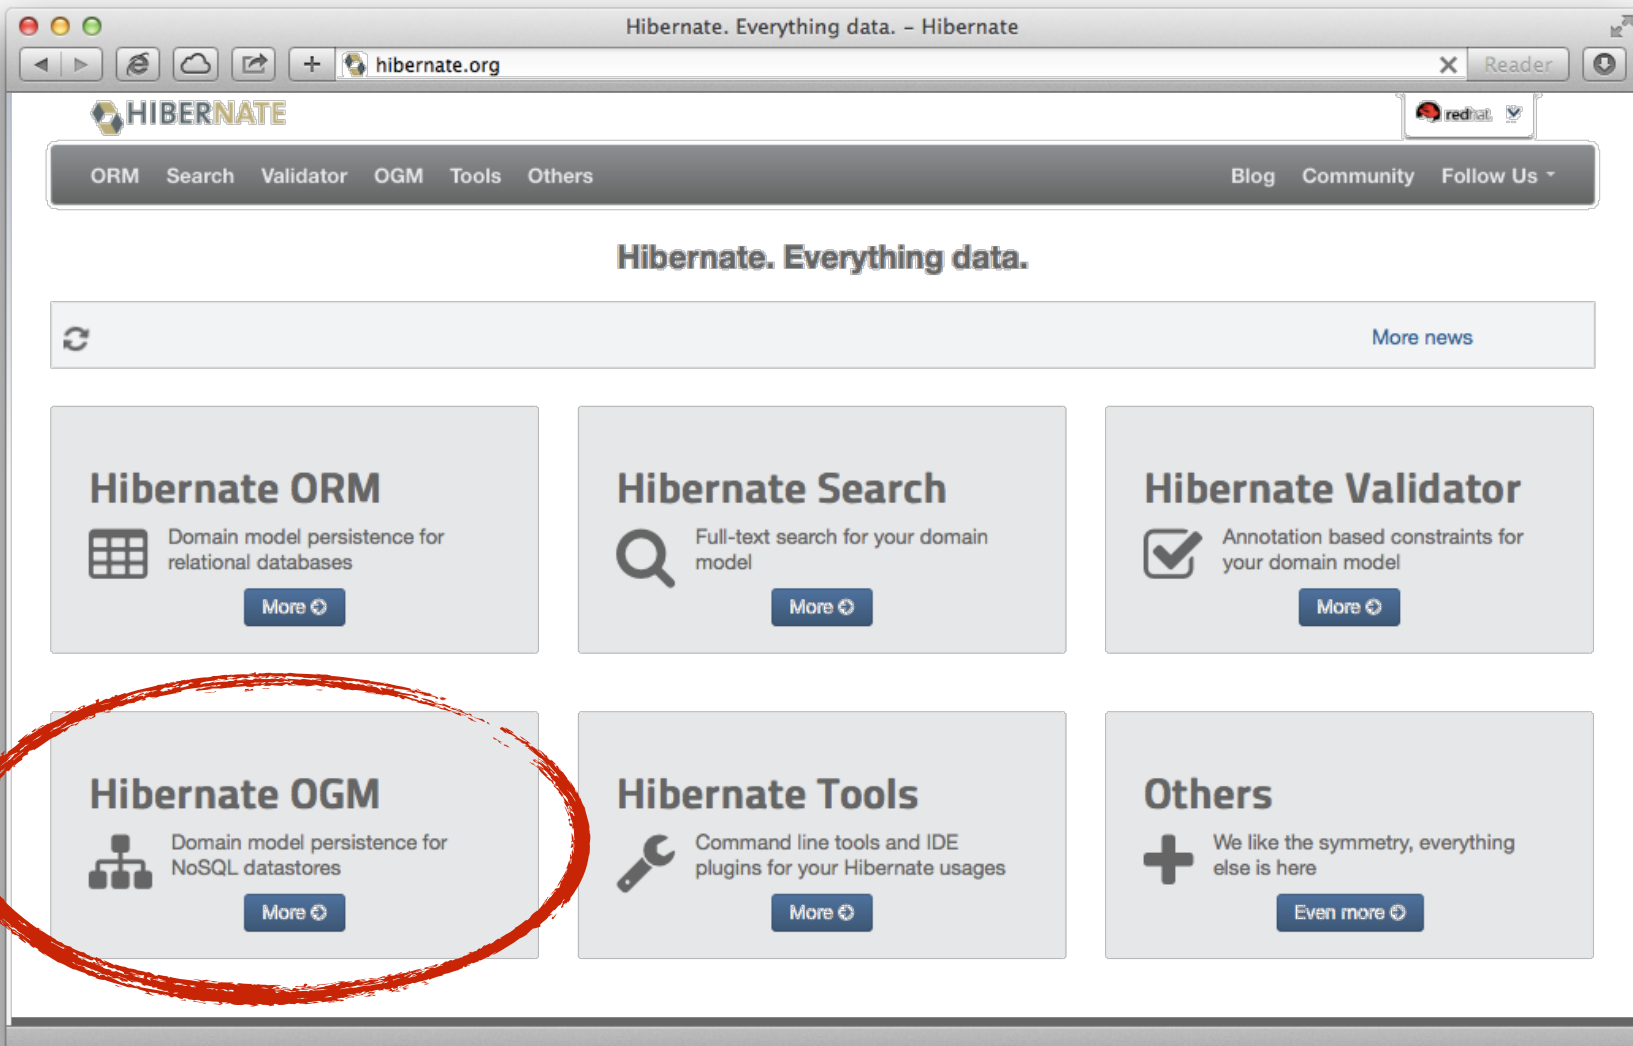 Hibernate. Everything data. – Hibernate
hibernate.org
Reader
HIBERNATE
redhat.
ORM Search Validator OGM Tools Others
Blog Community Follow Us
Hibernate. Everything data.
More news
Hibernate ORM
Domain model persistence for
relational databases
More
Hibernate Search
Full-text search for your domain
model
More
Hibernate Validator
Annotation based constraints for
your domain model
More
Hibernate OGM
Domain model persistence for
NoSQL datastores
More
Hibernate Tools
Command line tools and IDE
plugins for your Hibernate usages
More
Others
We like the symmetry, everything
else is here
Even more